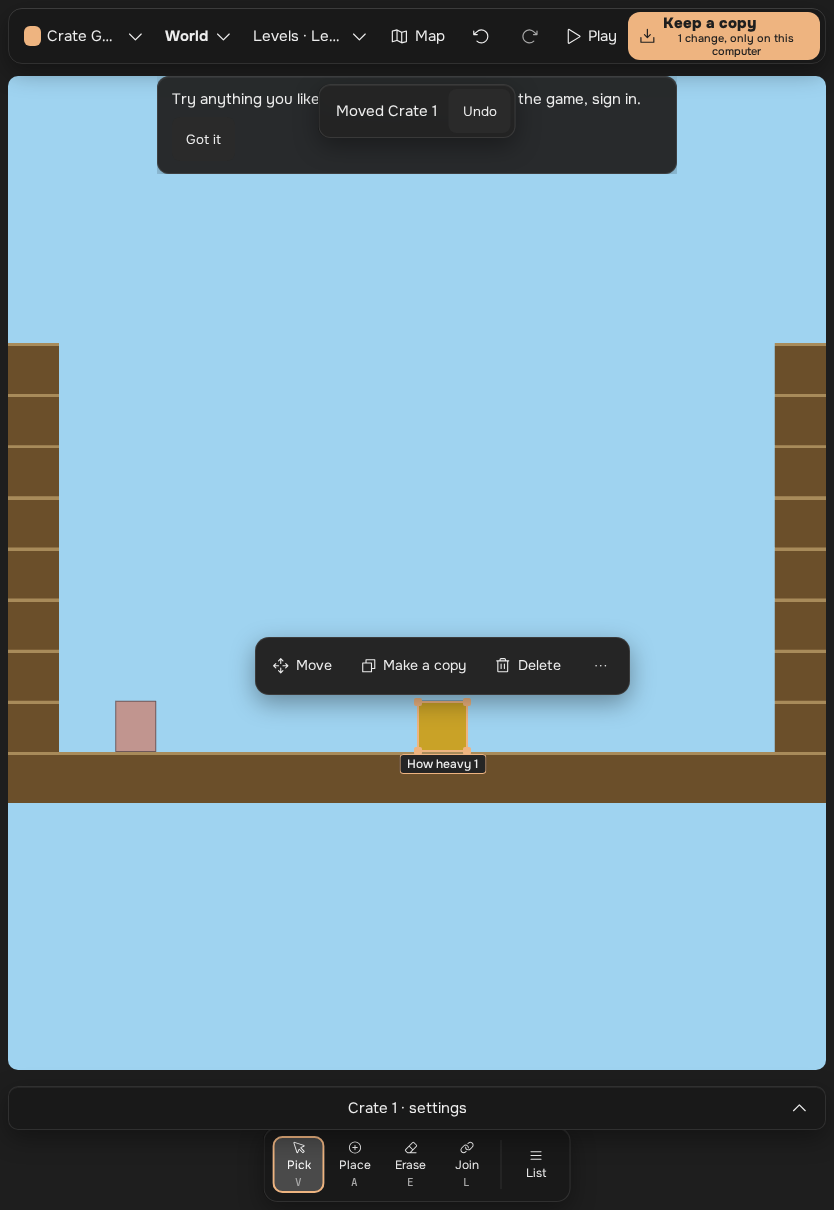 Crate G...
World
Levels · Le...
Map
Play
Keep a copy
1 change, only on this
computer
Try anything you like
the game, sign in.
Moved Crate 1
Undo
Got it
Move
Make a copy
Delete
...
How heavy 1
Crate 1 · settings
Pick
Place
Erase
Join
List
V
A
E
L